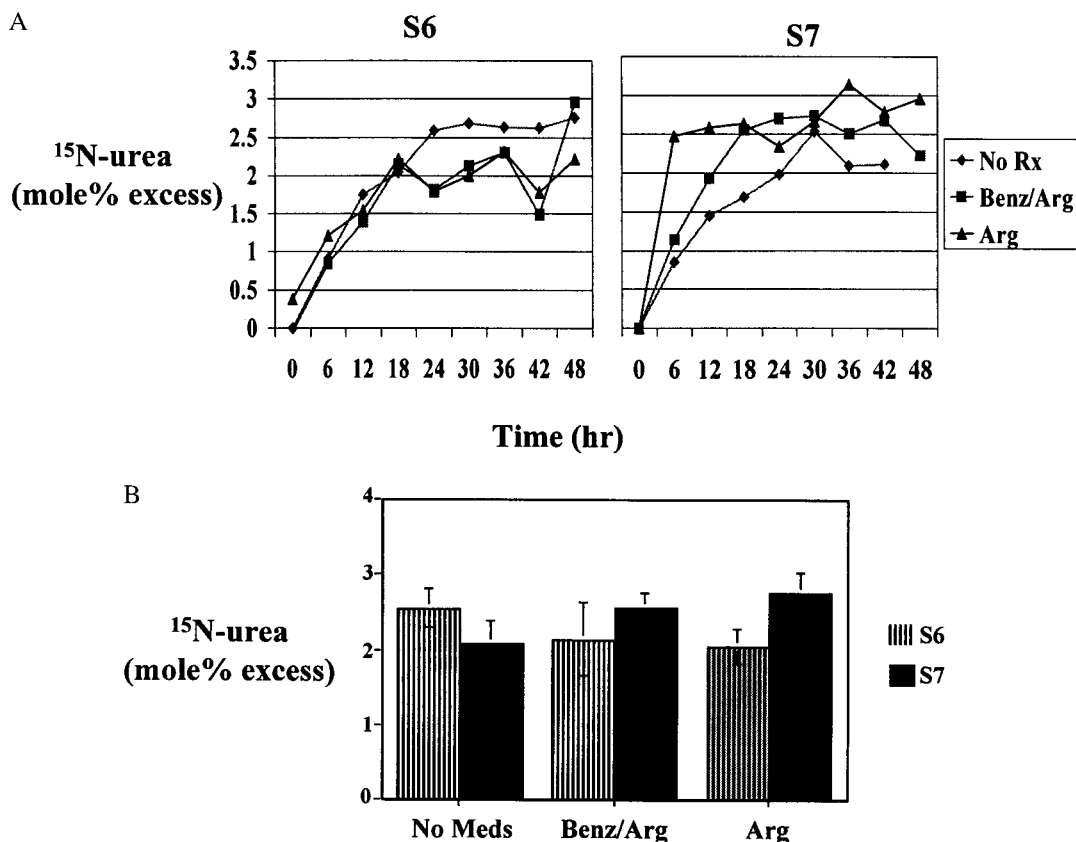 A
S6
S7
3.5
3
2.5
2
1.5
1
0.5
0
¹⁵N-urea
(mole% excess)
0 6 12 18 24 30 36 42 48
0 6 12 18 24 30 36 42 48
No Rx
Benz/Arg
Arg
Time (hr)
B
4
3
2
1
0
¹⁵N-urea
(mole% excess)
No Meds Benz/Arg Arg
S6
S7